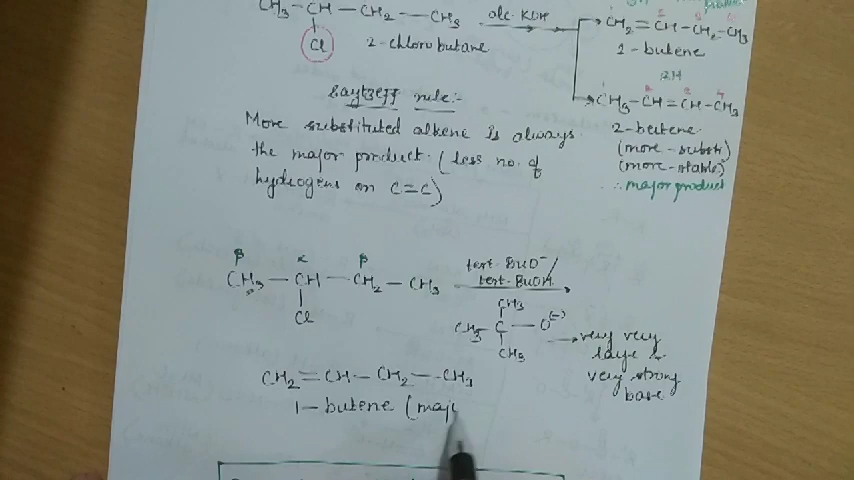 CH₃ — CH — CH₂ — CH₃ alc. KOH
Cl 2-chlorobutane
CH₂ = CH — CH₂ — CH₃
1-butene
2H
CH₃ — CH = CH — CH₃
2-butene
(more-substi)
(more-stable)
∴ major product
Saytzeff rule:-
More substituted alkene is always
the major product. (less no. of
hydrogens on C=C)
β α β
CH₃ — CH — CH₂ — CH₃ tert. BuO⁻/
tert. BuOH
Cl
CH₃
CH₃ — C — O(-)
CH₃
very very
large +
very strong
base
CH₂ = CH — CH₂ — CH₃
1-butene (maj